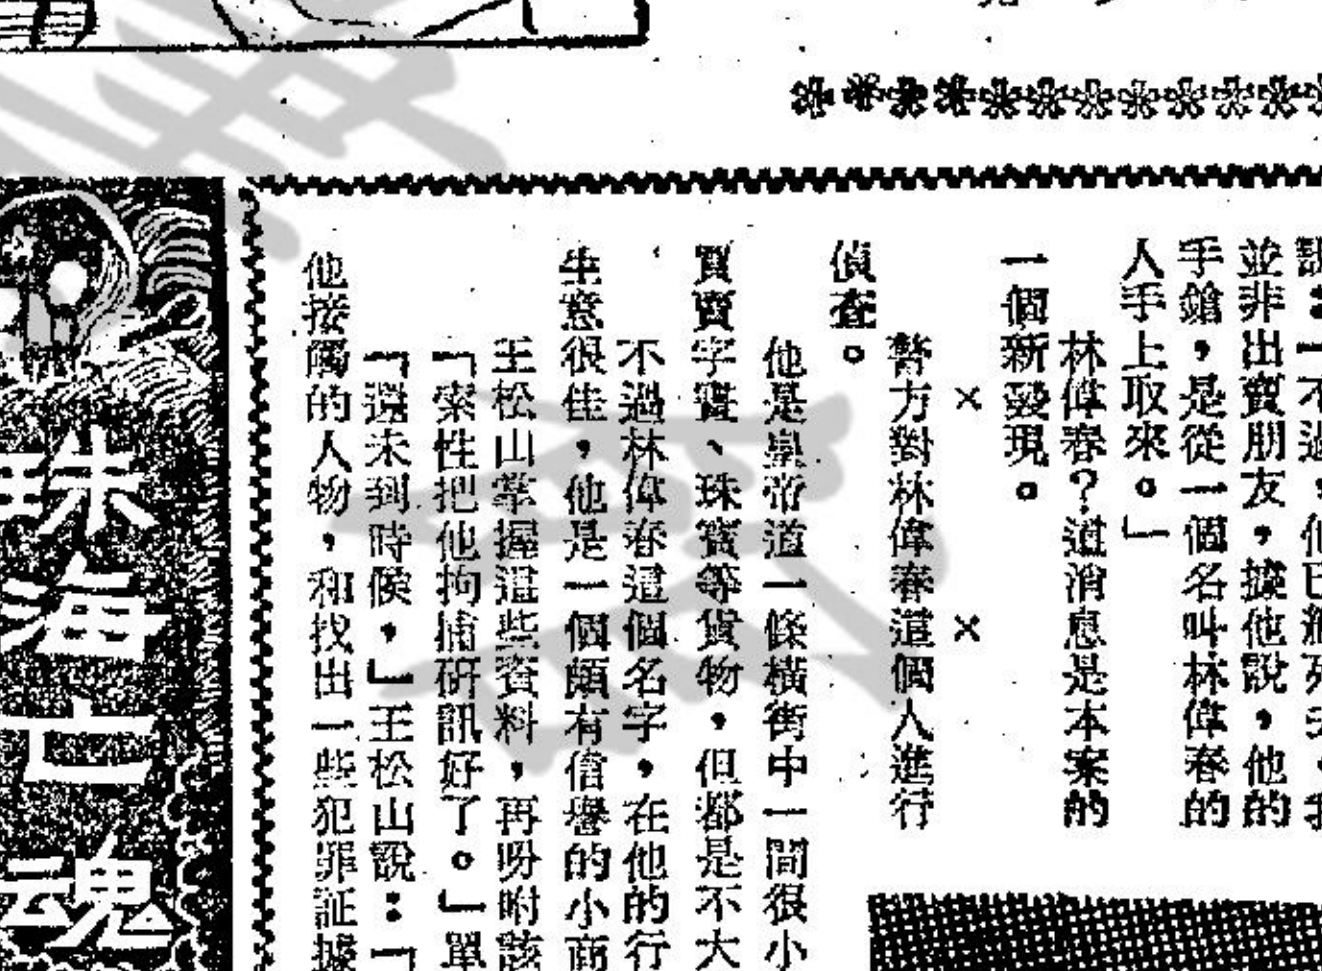 並非出賣朋友，據他說，他的
手鎗，是從一個名叫林偉春的
人手上取來。」
林偉春？這消息是本案的
一個新發現。
×　×
警方對林偉春這個人進行
偵查。
他是皇帝道一條橫街中一間很小
買賣字畫、珠寶等貨物，但都是不大
不過林偉春這個名字，在他的行
生意很佳，他是一個頗有信譽的小商
王松山掌握這些資料，再吩咐該
「索性把他拘捕研訊好了。」單
「還未到時候，」王松山說：「
他接觸的人物，和找出一些犯罪証據
珠海亡魂